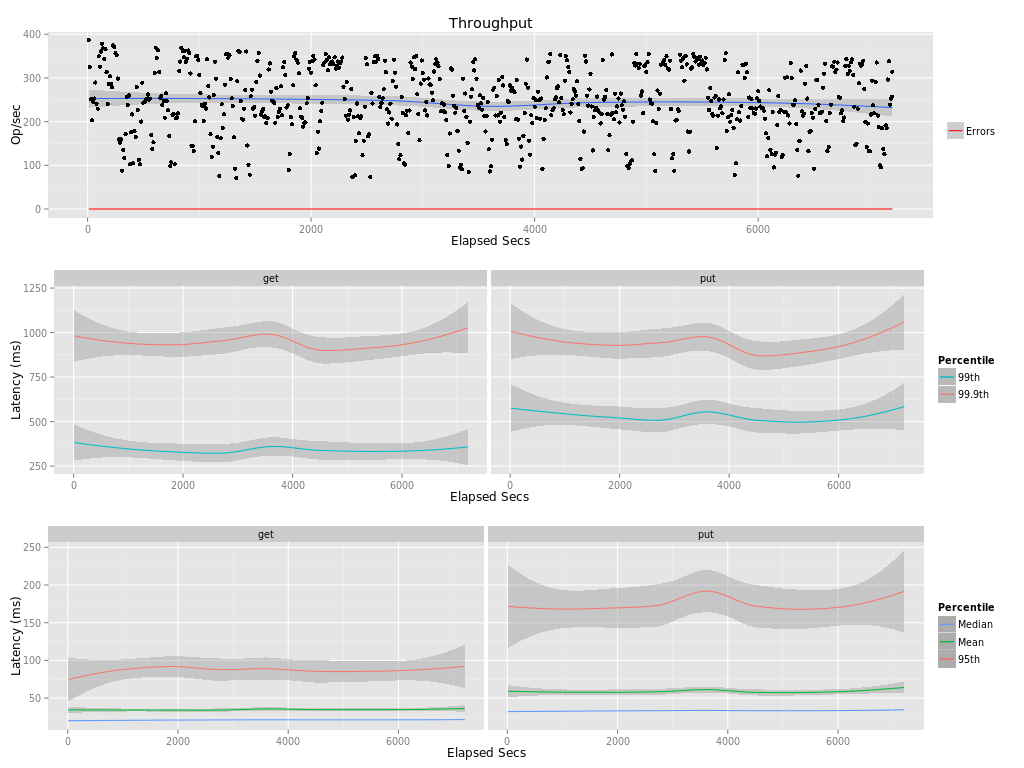 Throughput
400
300
200
100
0
Op/sec
0 2000 4000 6000
Elapsed Secs
Errors
get put
1250
1000
750
500
250
Latency (ms)
0 2000 4000 6000 0 2000 4000 6000
Elapsed Secs
Percentile
99th
99.9th
get put
250
200
150
100
50
Latency (ms)
0 2000 4000 6000 0 2000 4000 6000
Elapsed Secs
Percentile
Median
Mean
95th